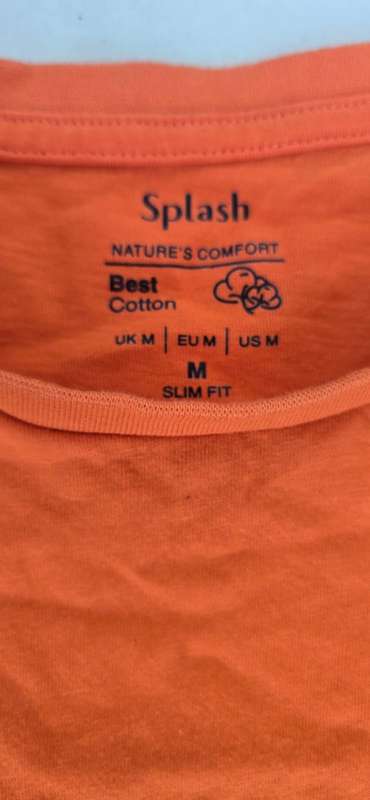 Splash
NATURE'S COMFORT
Best
Cotton
UK M | EU M | US M
M
SLIM FIT